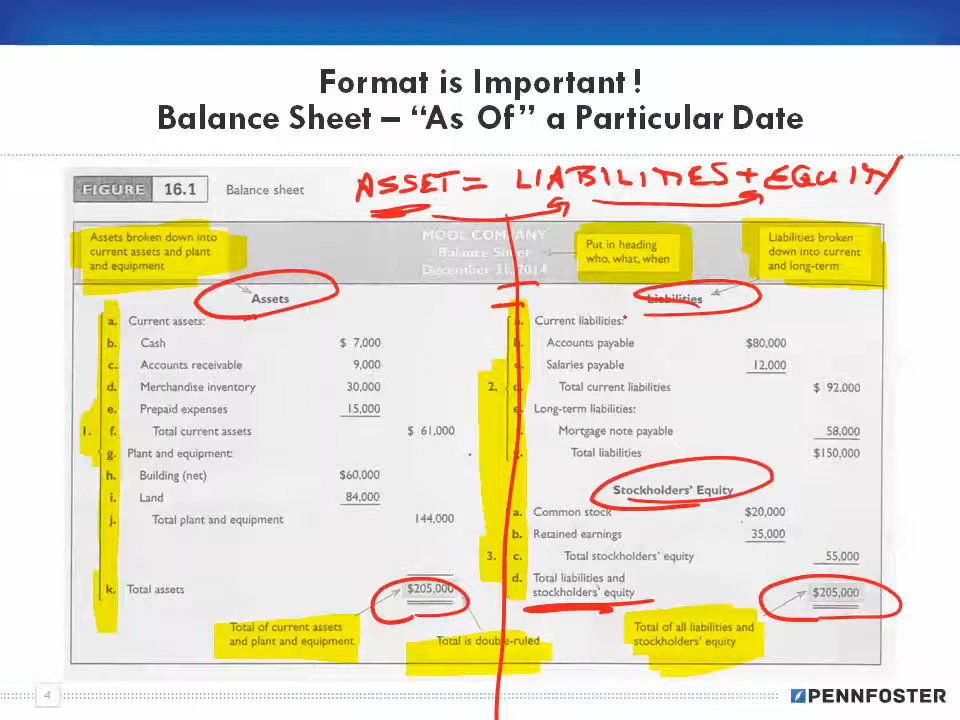 Format is Important !
Balance Sheet – “As Of” a Particular Date
FIGURE 16.1 Balance sheet
ASSET = LIABILITIES + EQUITY
Assets broken down into
current assets and plant
and equipment
MOOL COMPANY
Balance Sheet
December 31, 2014
Put in heading
who, what, when
Liabilities broken
down into current
and long-term
Assets
a. Current assets:
b. Cash $ 7,000
c. Accounts receivable 9,000
d. Merchandise inventory 30,000
e. Prepaid expenses 15,000
1. f. Total current assets $ 61,000
g. Plant and equipment:
h. Building (net) $60,000
i. Land 84,000
j. Total plant and equipment 144,000
k. Total assets $205,000
Total of current assets
and plant and equipment
Total is double-ruled
Liabilities
a. Current liabilities:
b. Accounts payable $80,000
c. Salaries payable 12,000
2. d. Total current liabilities $ 92,000
e. Long-term liabilities:
f. Mortgage note payable 58,000
g. Total liabilities $150,000
Stockholders’ Equity
a. Common stock $20,000
b. Retained earnings 35,000
3. c. Total stockholders’ equity 55,000
d. Total liabilities and
stockholders’ equity $205,000
Total of all liabilities and
stockholders’ equity
4
PENNFOSTER